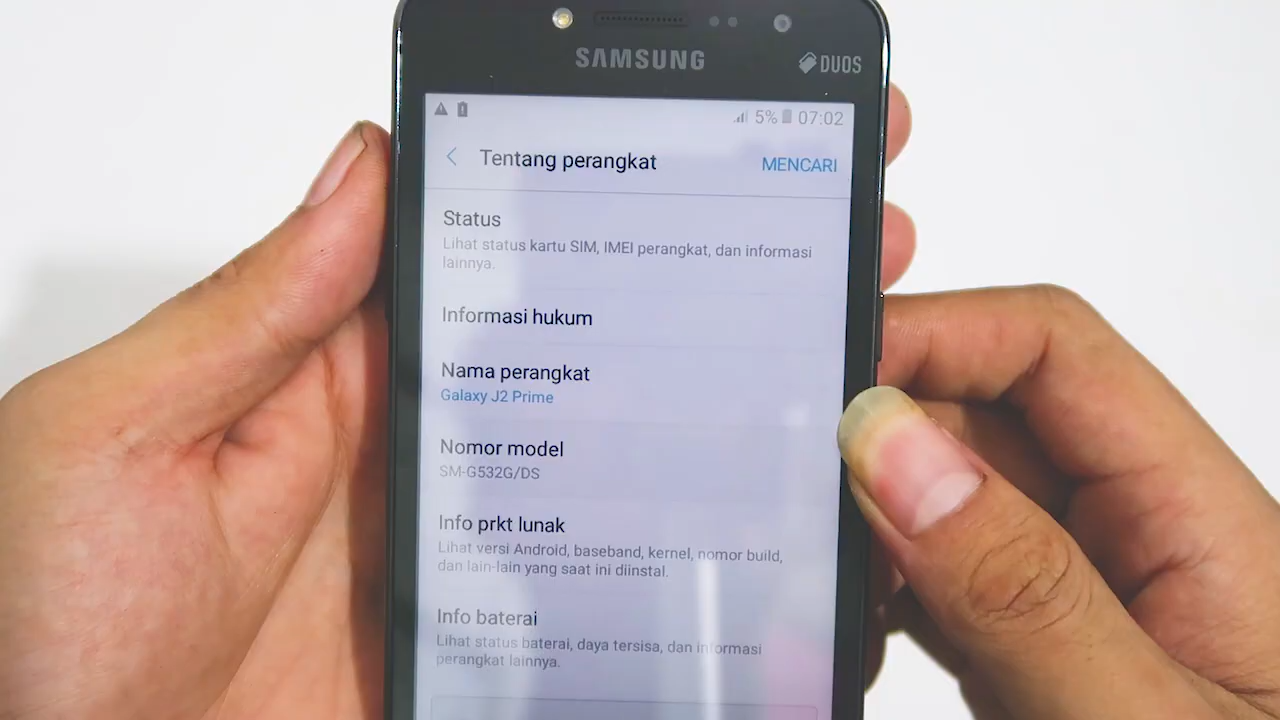 SAMSUNG
DUOS
5% 07:02
Tentang perangkat
MENCARI
Status
Lihat status kartu SIM, IMEI perangkat, dan informasi
lainnya.
Informasi hukum
Nama perangkat
Galaxy J2 Prime
Nomor model
SM-G532G/DS
Info prkt lunak
Lihat versi Android, baseband, kernel, nomor build,
dan lain-lain yang saat ini diinstal.
Info baterai
Lihat status baterai, daya tersisa, dan informasi
perangkat lainnya.